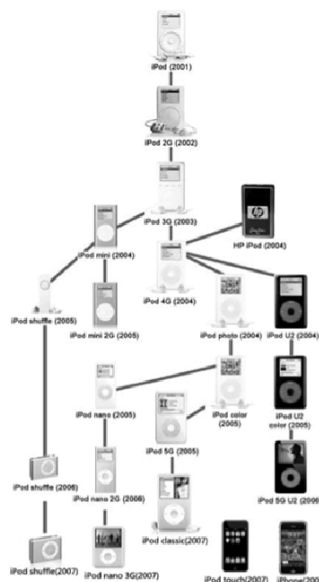 iPod (2001)
iPod 2G (2002)
iPod 3G (2003)
iPod mini (2004)
hp
HP iPod (2004)
iPod shuffle (2005)
iPod mini 2G (2005)
iPod 4G (2004)
iPod photo (2004)
iPod U2 (2004)
iPod nano (2005)
iPod 5G (2005)
iPod color
(2005)
iPod U2
color (2005)
iPod shuffle (2006)
iPod nano 2G (2006)
iPod 5G U2 (2006
iPod classic(2007)
iPod shuffle(2007)
iPod nano 3G(2007)
iPod touch(2007)